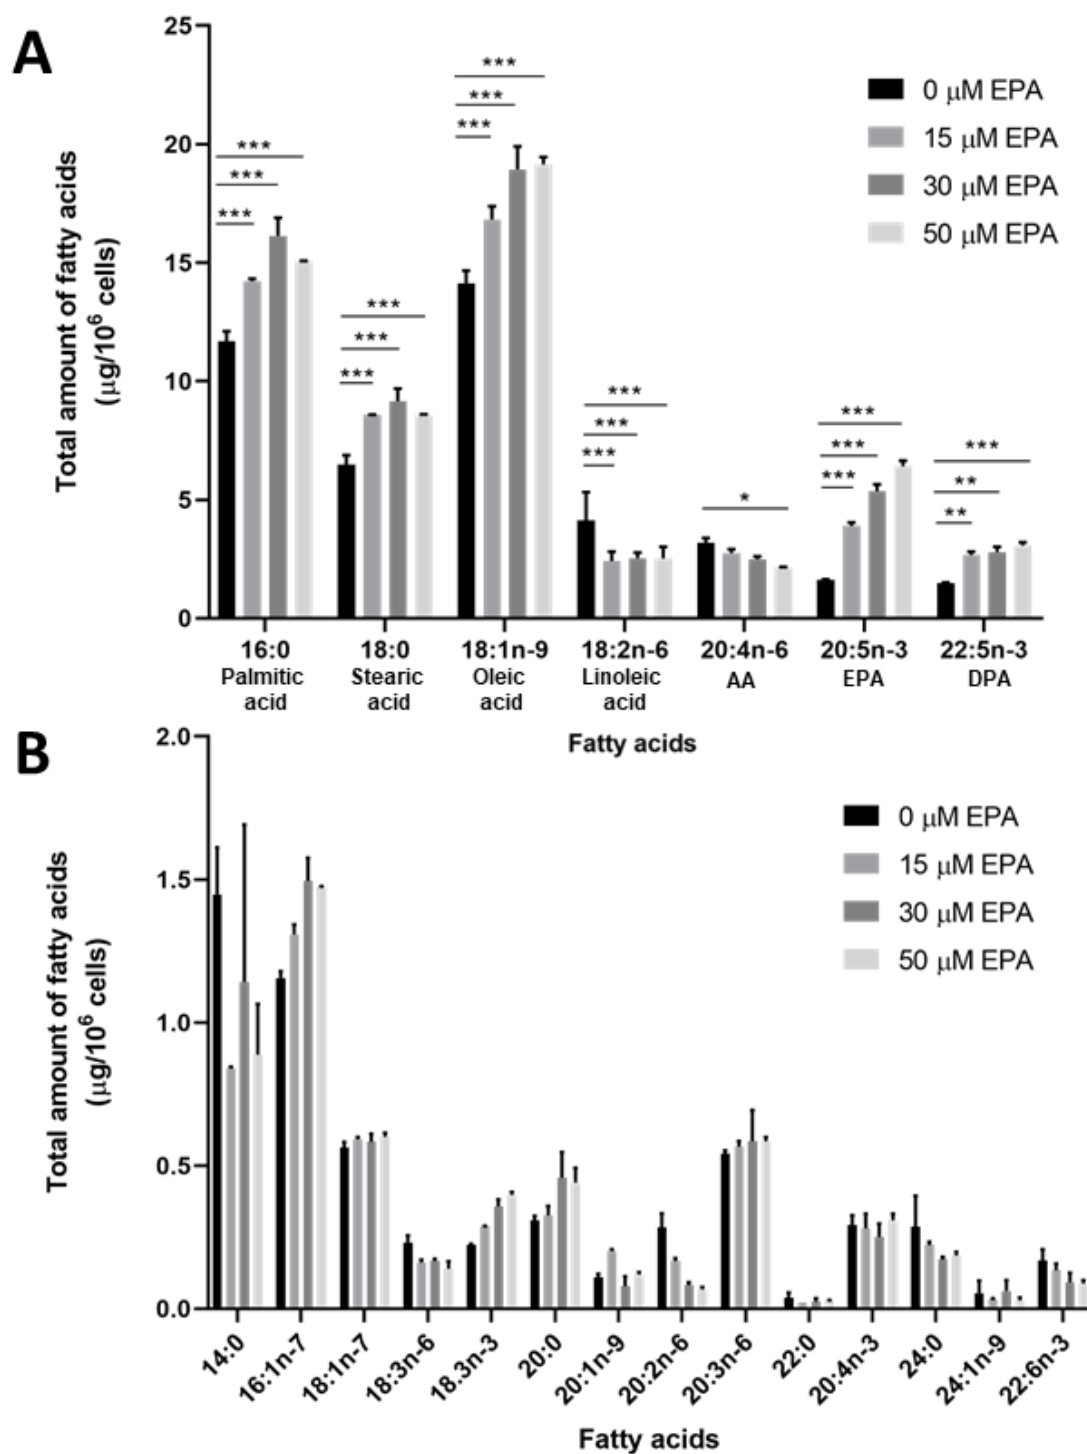 A
25
20
15
10
5
0
Total amount of fatty acids
(μg/10⁶ cells)
0 μM EPA
15 μM EPA
30 μM EPA
50 μM EPA
*** *** ***
*** *** ***
*** *** ***
*** *** ***
*
*** *** ***
** ** ***
16:0 18:0 18:1n-9 18:2n-6 20:4n-6 20:5n-3 22:5n-3
Palmitic Stearic Oleic Linoleic AA EPA DPA
acid acid acid acid
Fatty acids
B
2.0
1.5
1.0
0.5
0.0
Total amount of fatty acids
(μg/10⁶ cells)
0 μM EPA
15 μM EPA
30 μM EPA
50 μM EPA
14:0 16:1n-7 18:1n-7 18:3n-6 18.3n-3 20:0 20:1n-9 20:2n-6 20:3n-6 22:0 20:4n-3 24:0 24:1n-9 22:6n-3
Fatty acids